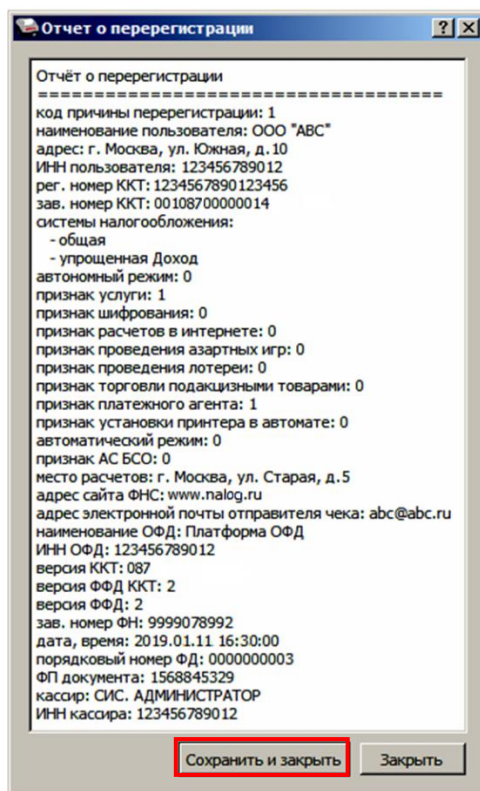 Отчет о перерегистрации
Отчёт о перерегистрации
=====================================
код причины перерегистрации: 1
наименование пользователя: ООО "АВС"
адрес: г. Москва, ул. Южная, д.10
ИНН пользователя: 123456789012
рег. номер ККТ: 1234567890123456
зав. номер ККТ: 00108700000014
системы налогообложения:
- общая
- упрощенная Доход
автономный режим: 0
признак услуги: 1
признак шифрования: 0
признак расчетов в интернете: 0
признак проведения азартных игр: 0
признак проведения лотереи: 0
признак торговли подакцизными товарами: 0
признак платежного агента: 1
признак установки принтера в автомате: 0
автоматический режим: 0
признак АС БСО: 0
место расчетов: г. Москва, ул. Старая, д.5
адрес сайта ФНС: www.nalog.ru
адрес электронной почты отправителя чека: abc@abc.ru
наименование ОФД: Платформа ОФД
ИНН ОФД: 123456789012
версия ККТ: 087
версия ФФД ККТ: 2
версия ФФД: 2
зав. номер ФН: 9999078992
дата, время: 2019.01.11 16:30:00
порядковый номер ФД: 0000000003
ФП документа: 1568845329
кассир: СИС. АДМИНИСТРАТОР
ИНН кассира: 123456789012
Сохранить и закрыть Закрыть